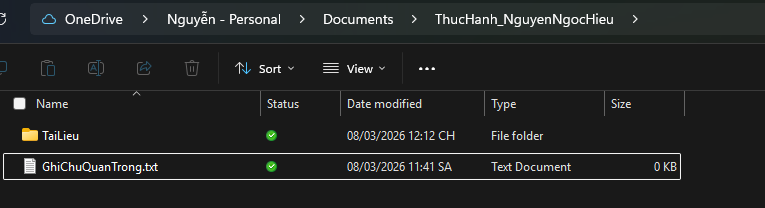 OneDrive > Nguyễn - Personal > Documents > ThucHanh_NguyenNgocHieu >
Sort View ...
Name Status Date modified Type Size
TaiLieu 08/03/2026 12:12 CH File folder
GhiChuQuanTrong.txt 08/03/2026 11:41 SA Text Document 0 KB